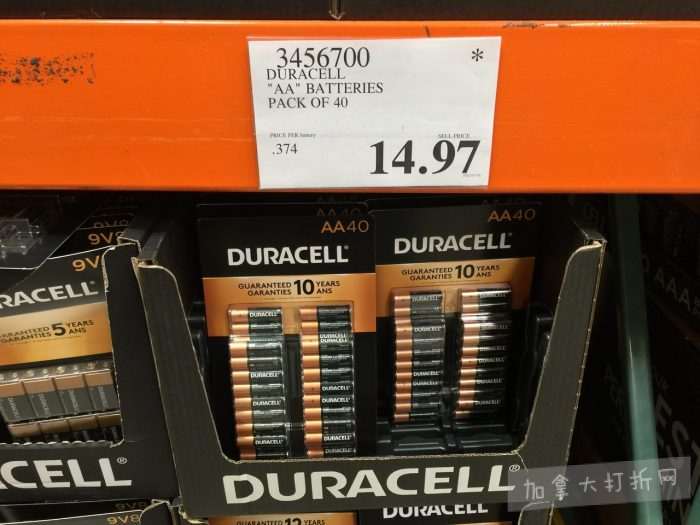 3456700 *
DURACELL
"AA" BATTERIES
PACK OF 40
PRICE PER battery
SELL PRICE
.374
14.97
AA40
DURACELL
GUARANTEED 10 YEARS
GARANTIES ANS
AA40
DURACELL
GUARANTEED 10 YEARS
GARANTIES ANS
9V8
9V8
DURACELL
GUARANTEED 5 YEARS
GARANTIES ANS
DURACELL
DURACELL
9V8
AAAA
加拿大打折网